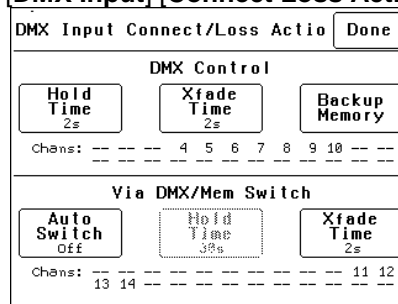 [DMX Input] [Connect Loss Acti
DMX Input Connect/Loss Actio Done
DMX Control
Hold Time 2s Xfade Time 2s Backup Memory
Chans: -- -- -- 4 5 6 7 8 9 10 -- --
-- -- -- -- -- -- -- -- -- -- -- --
Via DMX/Mem Switch
Auto Switch Off Hold Time 30s Xfade Time 2s
Chans: -- -- -- -- -- -- -- -- -- -- 11 12
13 14 -- -- -- -- -- -- -- -- -- --